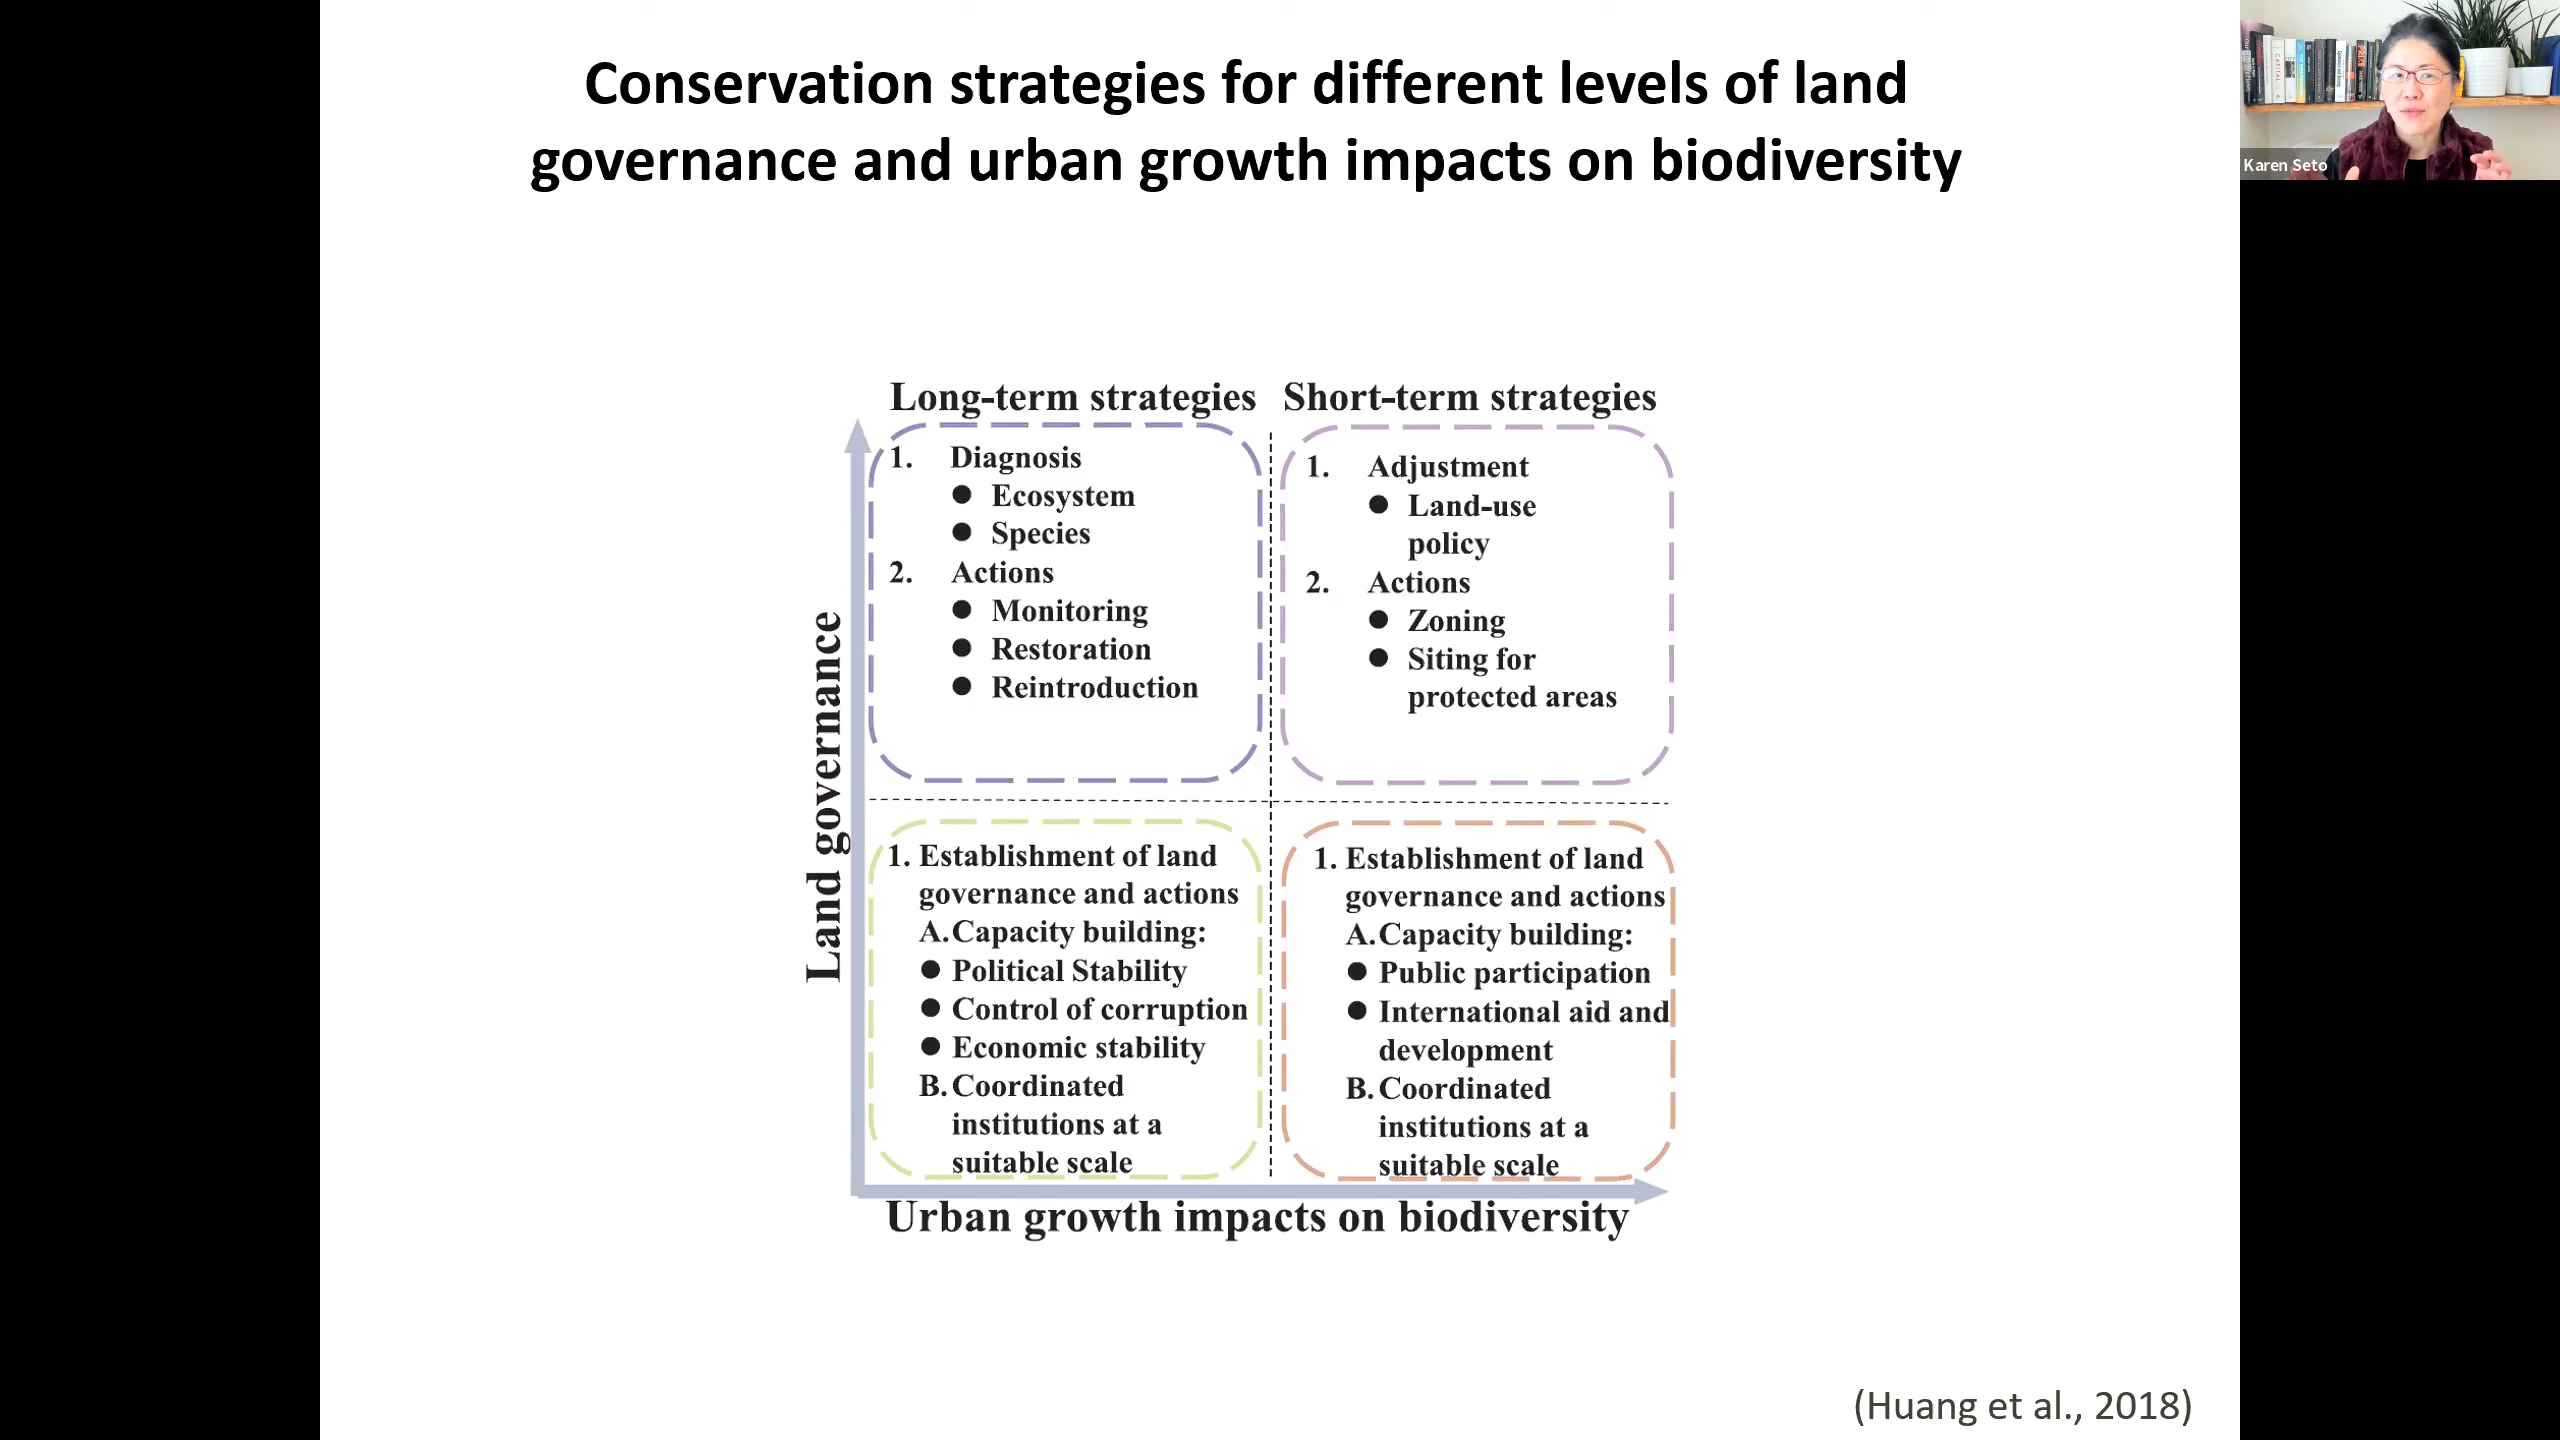 Conservation strategies for different levels of land
governance and urban growth impacts on biodiversity
Karen Seto
Long-term strategies
Short-term strategies
Land governance
1. Diagnosis
● Ecosystem
● Species
2. Actions
● Monitoring
● Restoration
● Reintroduction
1. Adjustment
● Land-use
policy
2. Actions
● Zoning
● Siting for
protected areas
1. Establishment of land
governance and actions
A. Capacity building:
● Political Stability
● Control of corruption
● Economic stability
B. Coordinated
institutions at a
suitable scale
1. Establishment of land
governance and actions
A. Capacity building:
● Public participation
● International aid and
development
B. Coordinated
institutions at a
suitable scale
Urban growth impacts on biodiversity
(Huang et al., 2018)